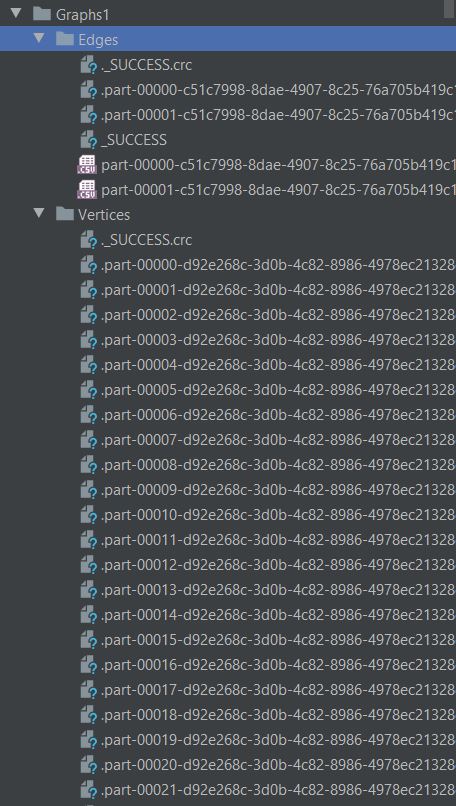 Graphs1
Edges
._SUCCESS.crc
.part-00000-c51c7998-8dae-4907-8c25-76a705b419c1
.part-00001-c51c7998-8dae-4907-8c25-76a705b419c1
_SUCCESS
part-00000-c51c7998-8dae-4907-8c25-76a705b419c1
part-00001-c51c7998-8dae-4907-8c25-76a705b419c1
Vertices
._SUCCESS.crc
.part-00000-d92e268c-3d0b-4c82-8986-4978ec21328
.part-00001-d92e268c-3d0b-4c82-8986-4978ec21328
.part-00002-d92e268c-3d0b-4c82-8986-4978ec21328
.part-00003-d92e268c-3d0b-4c82-8986-4978ec21328
.part-00004-d92e268c-3d0b-4c82-8986-4978ec21328
.part-00005-d92e268c-3d0b-4c82-8986-4978ec21328
.part-00006-d92e268c-3d0b-4c82-8986-4978ec21328
.part-00007-d92e268c-3d0b-4c82-8986-4978ec21328
.part-00008-d92e268c-3d0b-4c82-8986-4978ec21328
.part-00009-d92e268c-3d0b-4c82-8986-4978ec21328
.part-00010-d92e268c-3d0b-4c82-8986-4978ec21328
.part-00011-d92e268c-3d0b-4c82-8986-4978ec21328
.part-00012-d92e268c-3d0b-4c82-8986-4978ec21328
.part-00013-d92e268c-3d0b-4c82-8986-4978ec21328
.part-00014-d92e268c-3d0b-4c82-8986-4978ec21328
.part-00015-d92e268c-3d0b-4c82-8986-4978ec21328
.part-00016-d92e268c-3d0b-4c82-8986-4978ec21328
.part-00017-d92e268c-3d0b-4c82-8986-4978ec21328
.part-00018-d92e268c-3d0b-4c82-8986-4978ec21328
.part-00019-d92e268c-3d0b-4c82-8986-4978ec21328
.part-00020-d92e268c-3d0b-4c82-8986-4978ec21328
.part-00021-d92e268c-3d0b-4c82-8986-4978ec21328